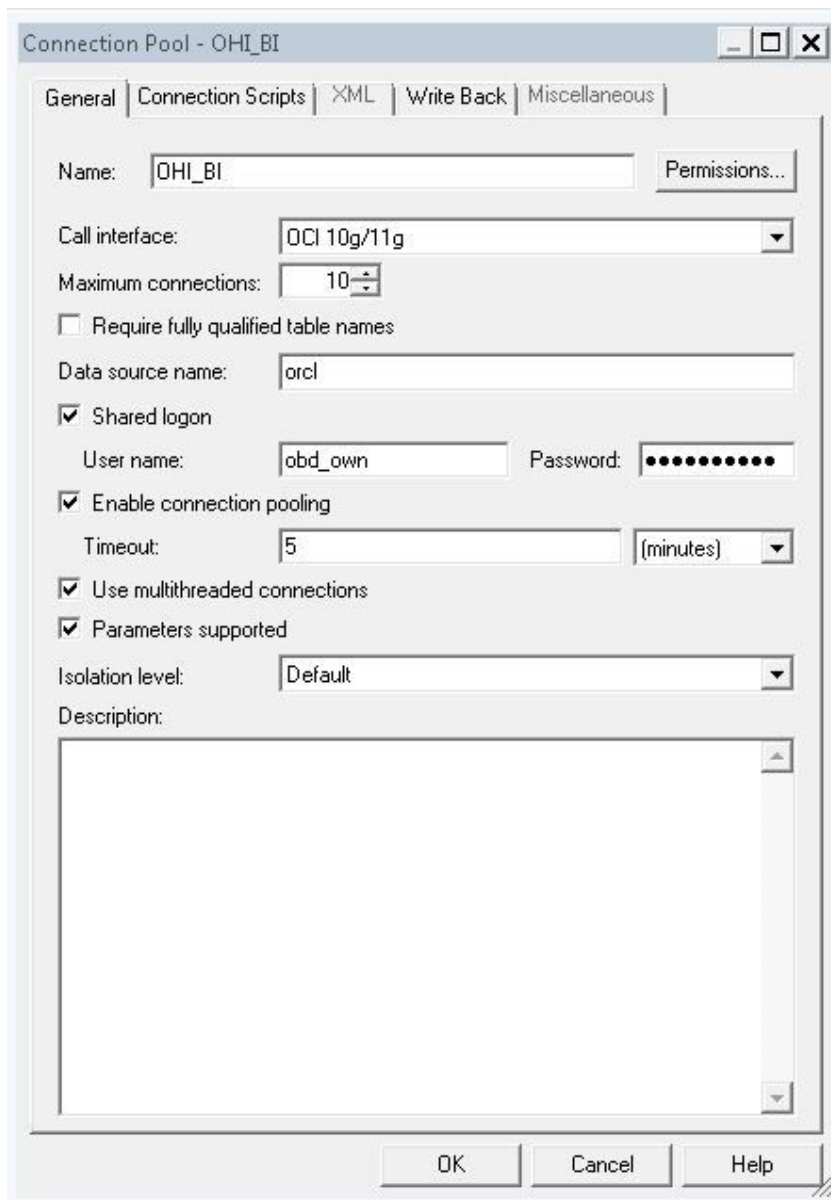 Connection Pool - OHI_BI
General Connection Scripts XML Write Back Miscellaneous
Name: OHI_BI Permissions...
Call interface: OCI 10g/11g
Maximum connections: 10
Require fully qualified table names
Data source name: orcl
Shared logon
User name: obd_own Password: ●●●●●●●●●●
Enable connection pooling
Timeout: 5 (minutes)
Use multithreaded connections
Parameters supported
Isolation level: Default
Description:
OK Cancel Help